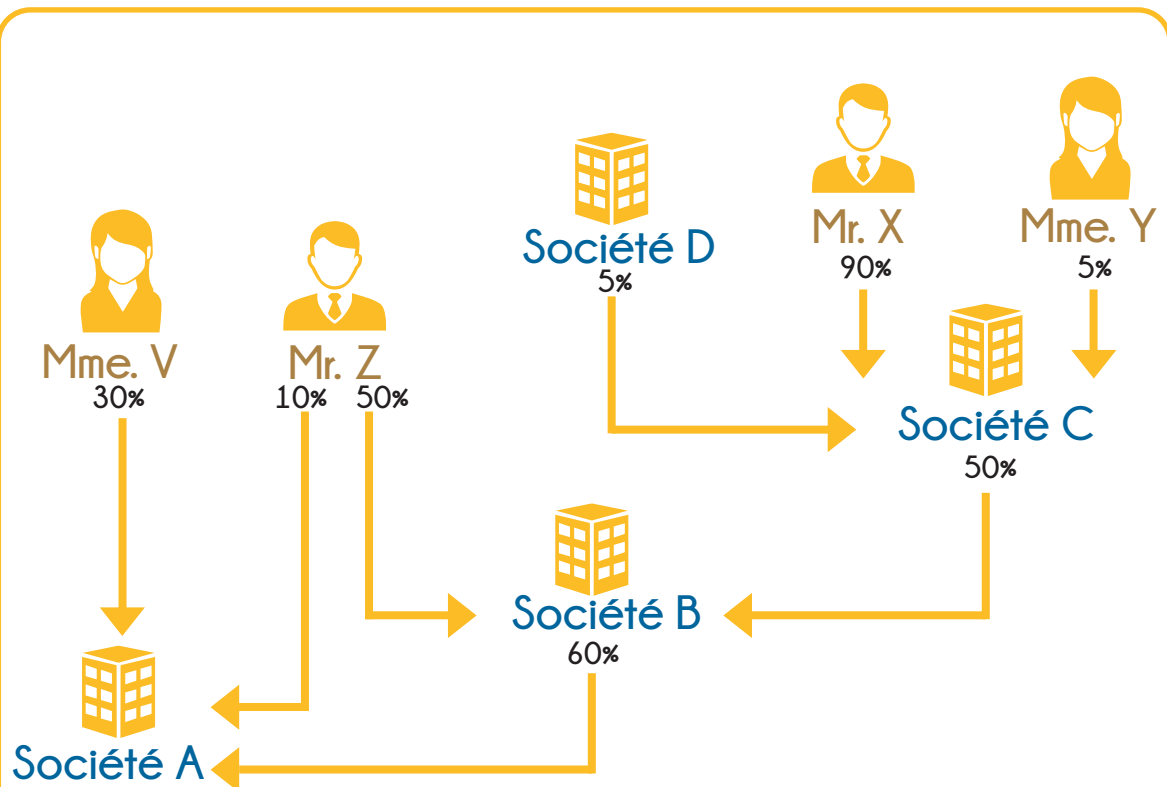 Société D
5%
Mr. X
90%
Mme. Y
5%
Mme. V
30%
Mr. Z
10% 50%
Société C
50%
Société B
60%
Société A